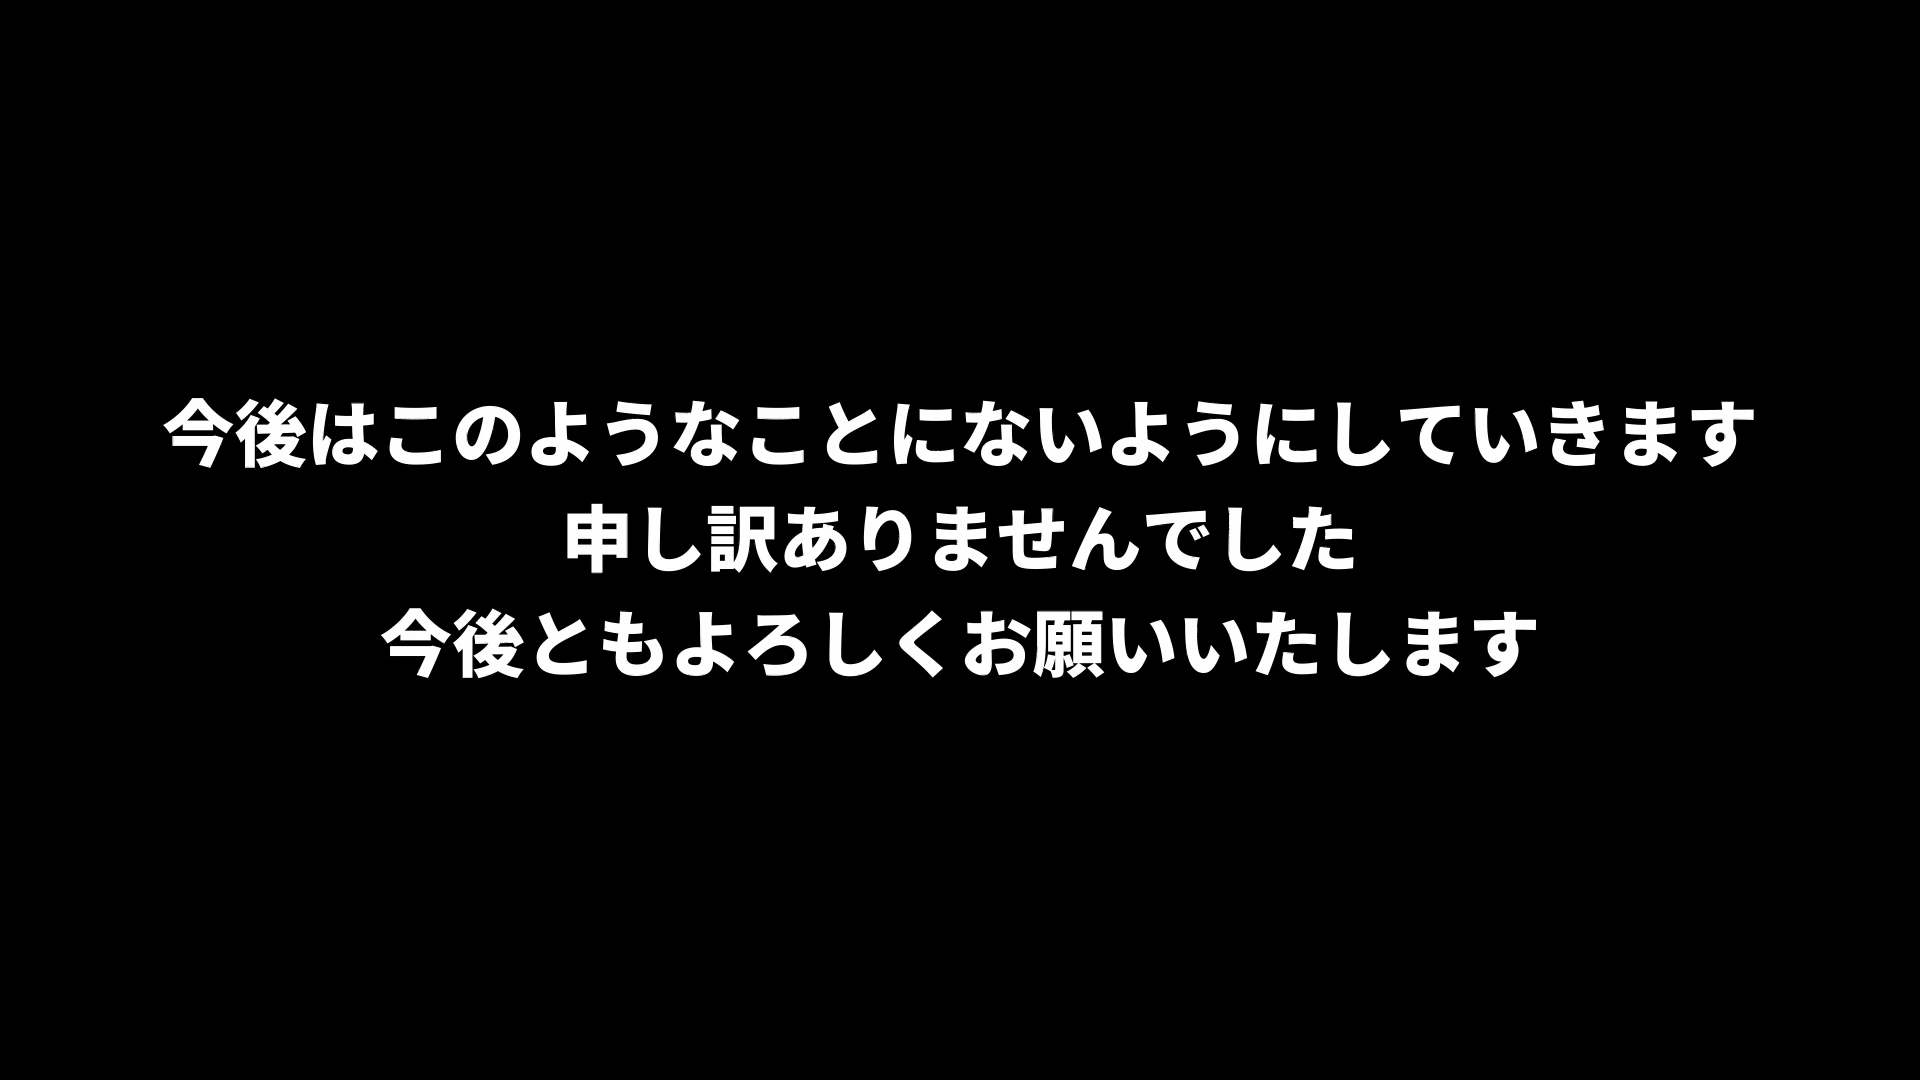 今後はこのようなことにないようにしていきます
申し訳ありませんでした
今後ともよろしくお願いいたします